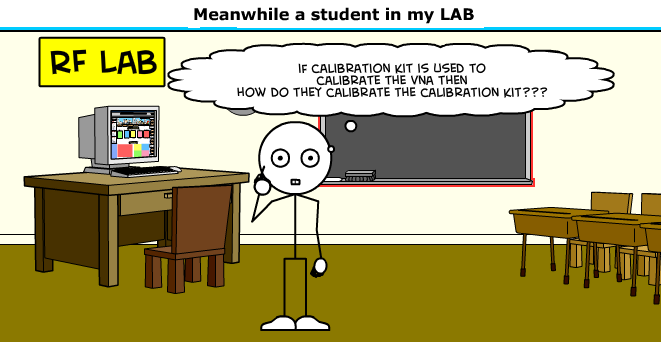 Meanwhile a student in my LAB
RF LAB
IF CALIBRATION KIT IS USED TO
CALIBRATE THE VNA THEN
HOW DO THEY CALIBRATE THE CALIBRATION KIT???